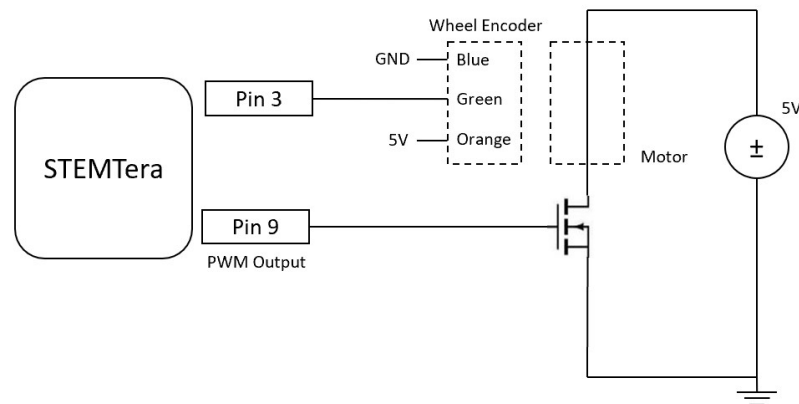 Wheel Encoder
GND
Blue
Pin 3
Green
5V
5V
Orange
Motor
STEMTera
±
Pin 9
PWM Output